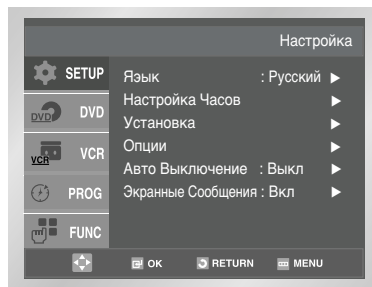 Настройка
SETUP
Язык : Русский ▶
Настройка Часов ▶
DVD DVD
Установка ▶
VCR VCR
Опции ▶
Авто Выключение : Выкл ▶
PROG
Экранные Сообщения : Вкл ▶
FUNC
OK RETURN MENU